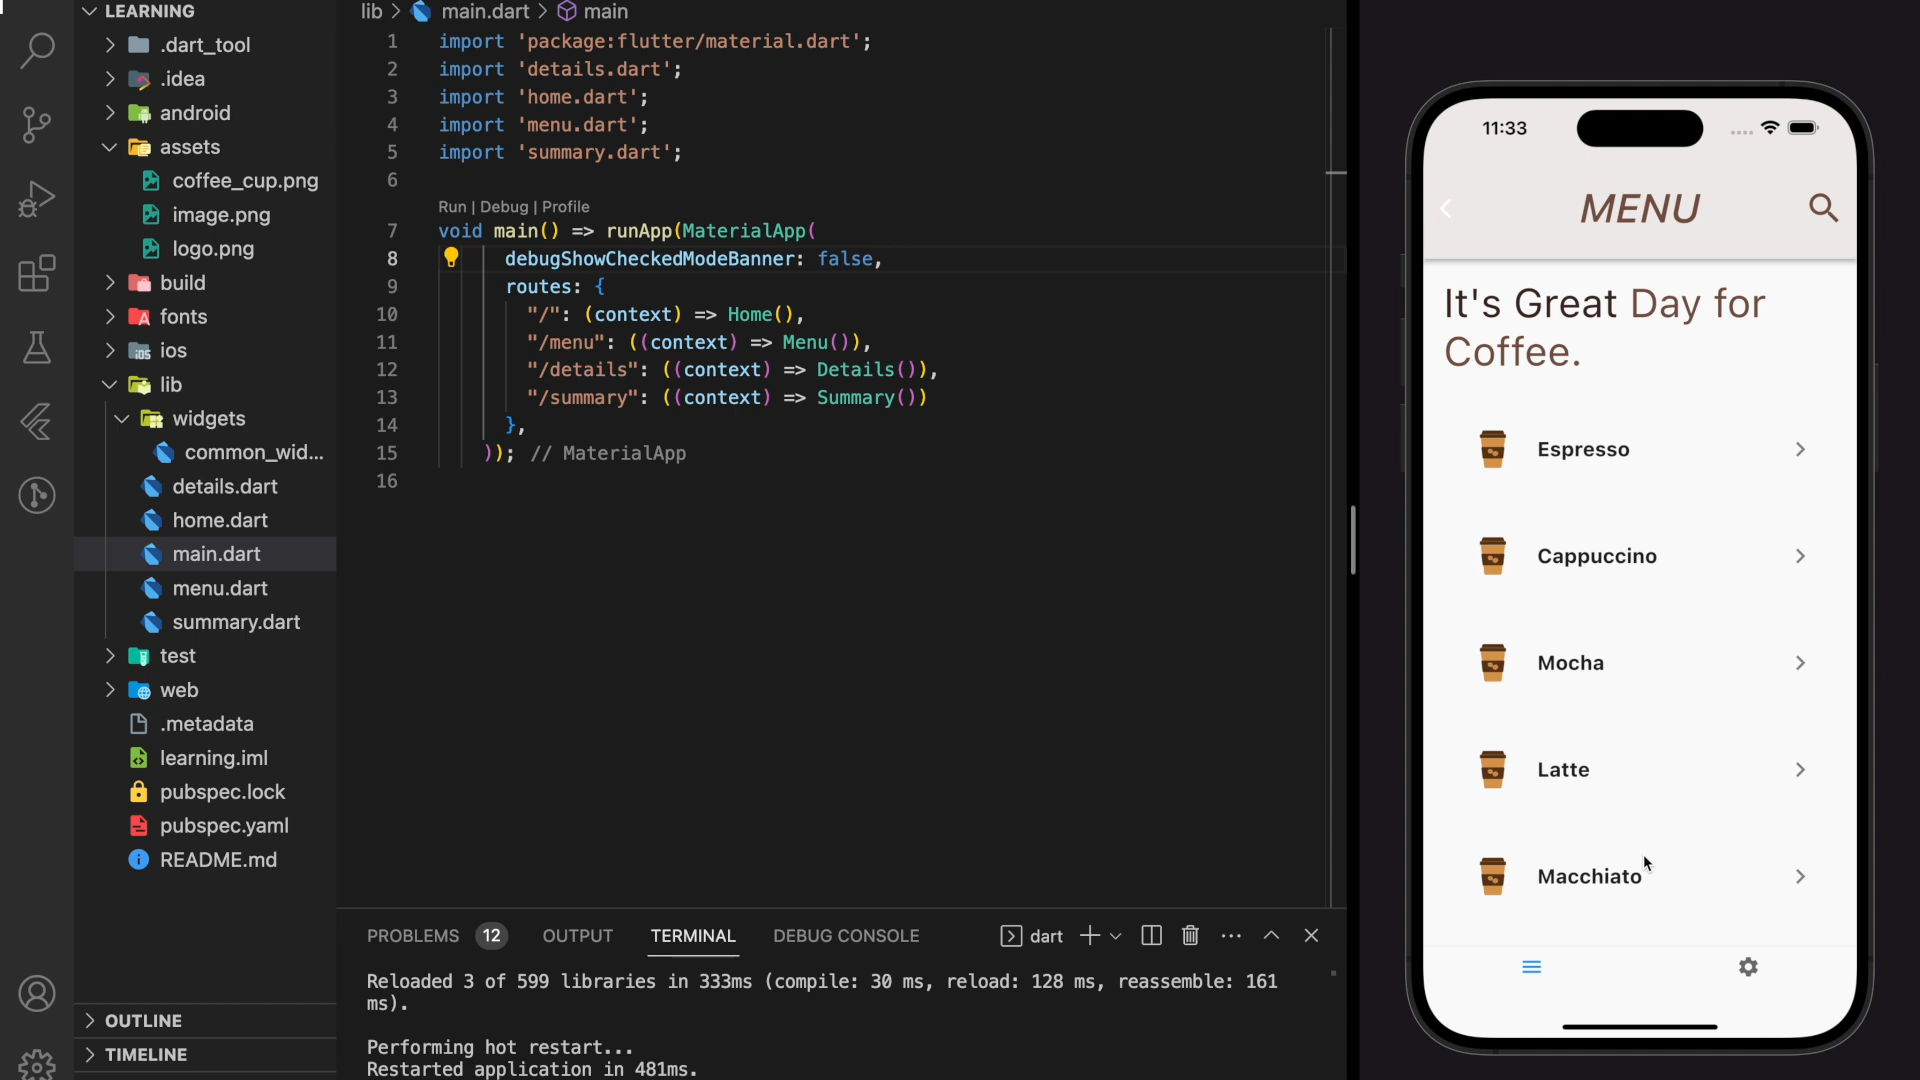 LEARNING
.dart_tool
.idea
android
assets
coffee_cup.png
image.png
logo.png
build
fonts
ios
lib
widgets
common_wid...
details.dart
home.dart
main.dart
menu.dart
summary.dart
test
web
.metadata
learning.iml
pubspec.lock
pubspec.yaml
README.md
OUTLINE
TIMELINE
lib > main.dart > main
1 import 'package:flutter/material.dart';
2 import 'details.dart';
3 import 'home.dart';
4 import 'menu.dart';
5 import 'summary.dart';
6
Run | Debug | Profile
7 void main() => runApp(MaterialApp(
8 debugShowCheckedModeBanner: false,
9 routes: {
10 "/": (context) => Home(),
11 "/menu": ((context) => Menu()),
12 "/details": ((context) => Details()),
13 "/summary": ((context) => Summary())
14 },
15 )); // MaterialApp
16
PROBLEMS 12 OUTPUT TERMINAL DEBUG CONSOLE dart
Reloaded 3 of 599 libraries in 333ms (compile: 30 ms, reload: 128 ms, reassemble: 161
ms).
Performing hot restart...
Restarted application in 481ms.
11:33
MENU
It's Great Day for
Coffee.
Espresso
Cappuccino
Mocha
Latte
Macchiato